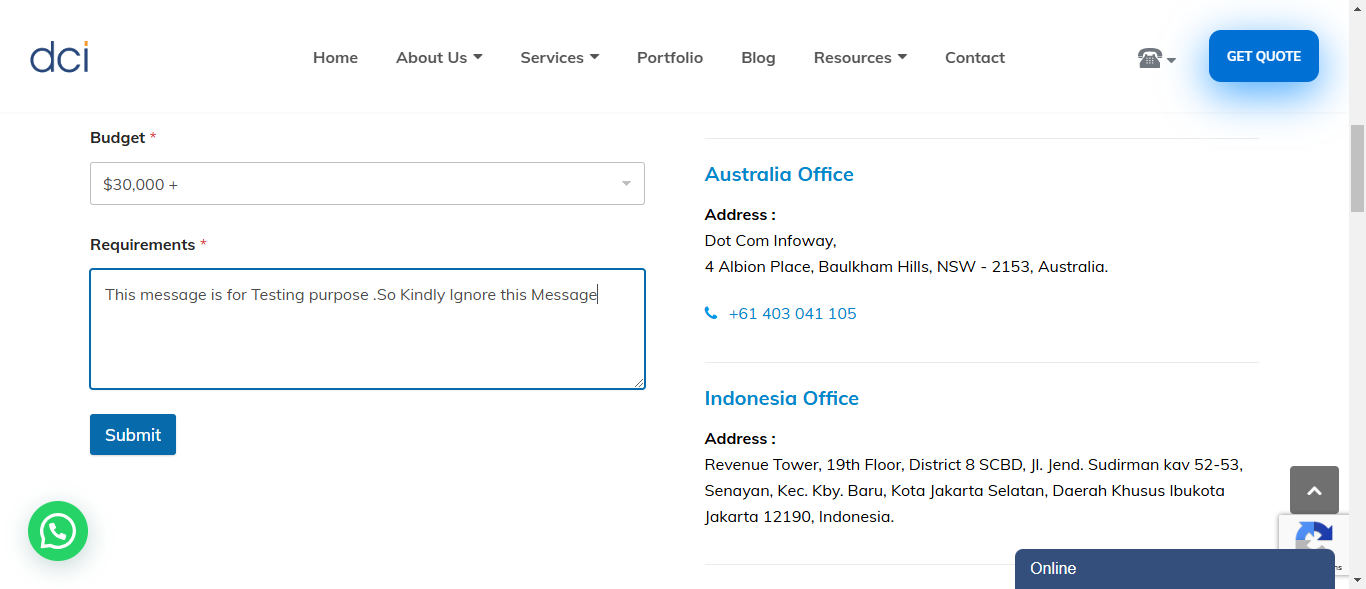 dci
Home
About Us
Services
Portfolio
Blog
Resources
Contact
GET QUOTE
Budget *
$30,000 +
Requirements *
This message is for Testing purpose .So Kindly Ignore this Message
Submit
Australia Office
Address :
Dot Com Infoway,
4 Albion Place, Baulkham Hills, NSW - 2153, Australia.
+61 403 041 105
Indonesia Office
Address :
Revenue Tower, 19th Floor, District 8 SCBD, Jl. Jend. Sudirman kav 52-53,
Senayan, Kec. Kby. Baru, Kota Jakarta Selatan, Daerah Khusus Ibukota
Jakarta 12190, Indonesia.
Online